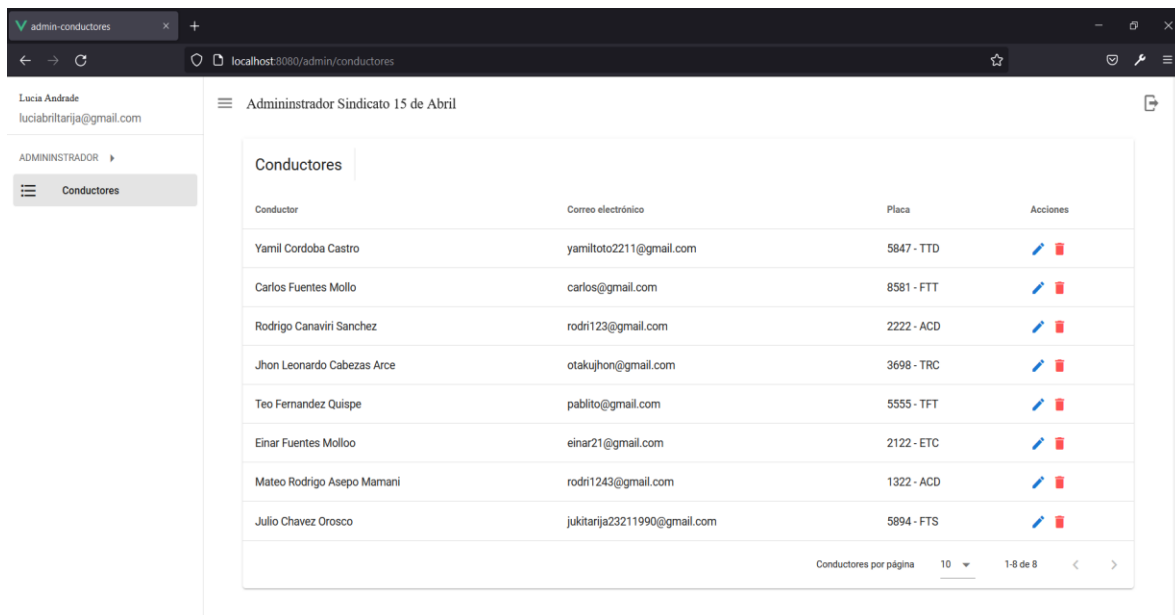 admin-conductores
localhost:8080/admin/conductores
Lucia Andrade
luciabriltarija@gmail.com
Admininstrador Sindicato 15 de Abril
ADMININSTRADOR
Conductores
Conductores
Conductor Correo electrónico Placa Acciones
Yamil Cordoba Castro yamiltoto2211@gmail.com 5847 - TTD
Carlos Fuentes Mollo carlos@gmail.com 8581 - FTT
Rodrigo Canaviri Sanchez rodri123@gmail.com 2222 - ACD
Jhon Leonardo Cabezas Arce otakujhon@gmail.com 3698 - TRC
Teo Fernandez Quispe pablito@gmail.com 5555 - TFT
Einar Fuentes Molloo einar21@gmail.com 2122 - ETC
Mateo Rodrigo Asepo Mamani rodri1243@gmail.com 1322 - ACD
Julio Chavez Orosco jukitarija23211990@gmail.com 5894 - FTS
Conductores por página 10 1-8 de 8